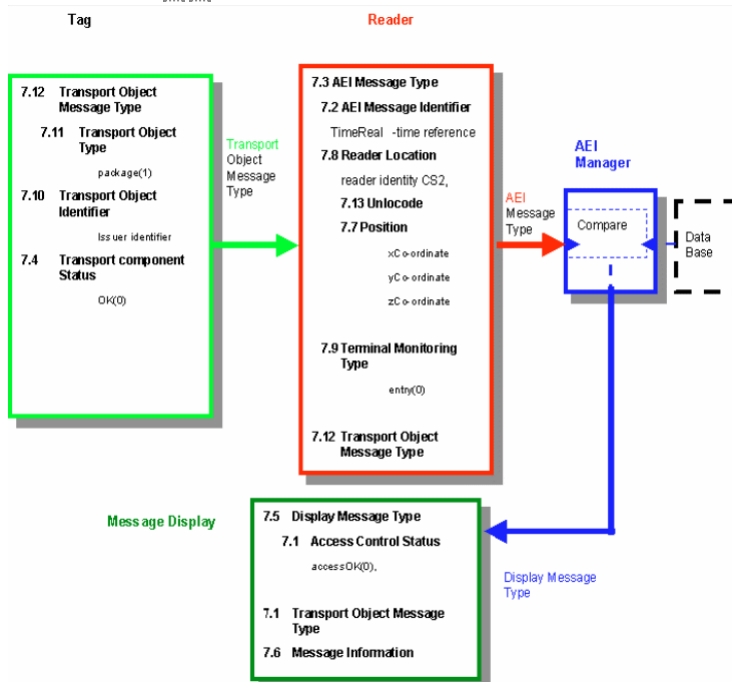 Tag
Reader
7.12 Transport Object
Message Type
7.11 Transport Object
Type
package(1)
7.10 Transport Object
Identifier
Issuer identifier
7.4 Transport component
Status
OK(0)
Transport
Object
Message
Type
7.3 AEI Message Type
7.2 AEI Message Identifier
TimeReal -time reference
7.8 Reader Location
reader identity CS2,
7.13 Unlocode
7.7 Position
xCo-ordinate
yCo-ordinate
zCo-ordinate
7.9 Terminal Monitoring
Type
entry(0)
7.12 Transport Object
Message Type
AEI
Message
Type
AEI
Manager
Compare
Data
Base
Message Display
7.5 Display Message Type
7.1 Access Control Status
accessOK(0),
7.1 Transport Object Message
Type
7.6 Message Information
Display Message
Type